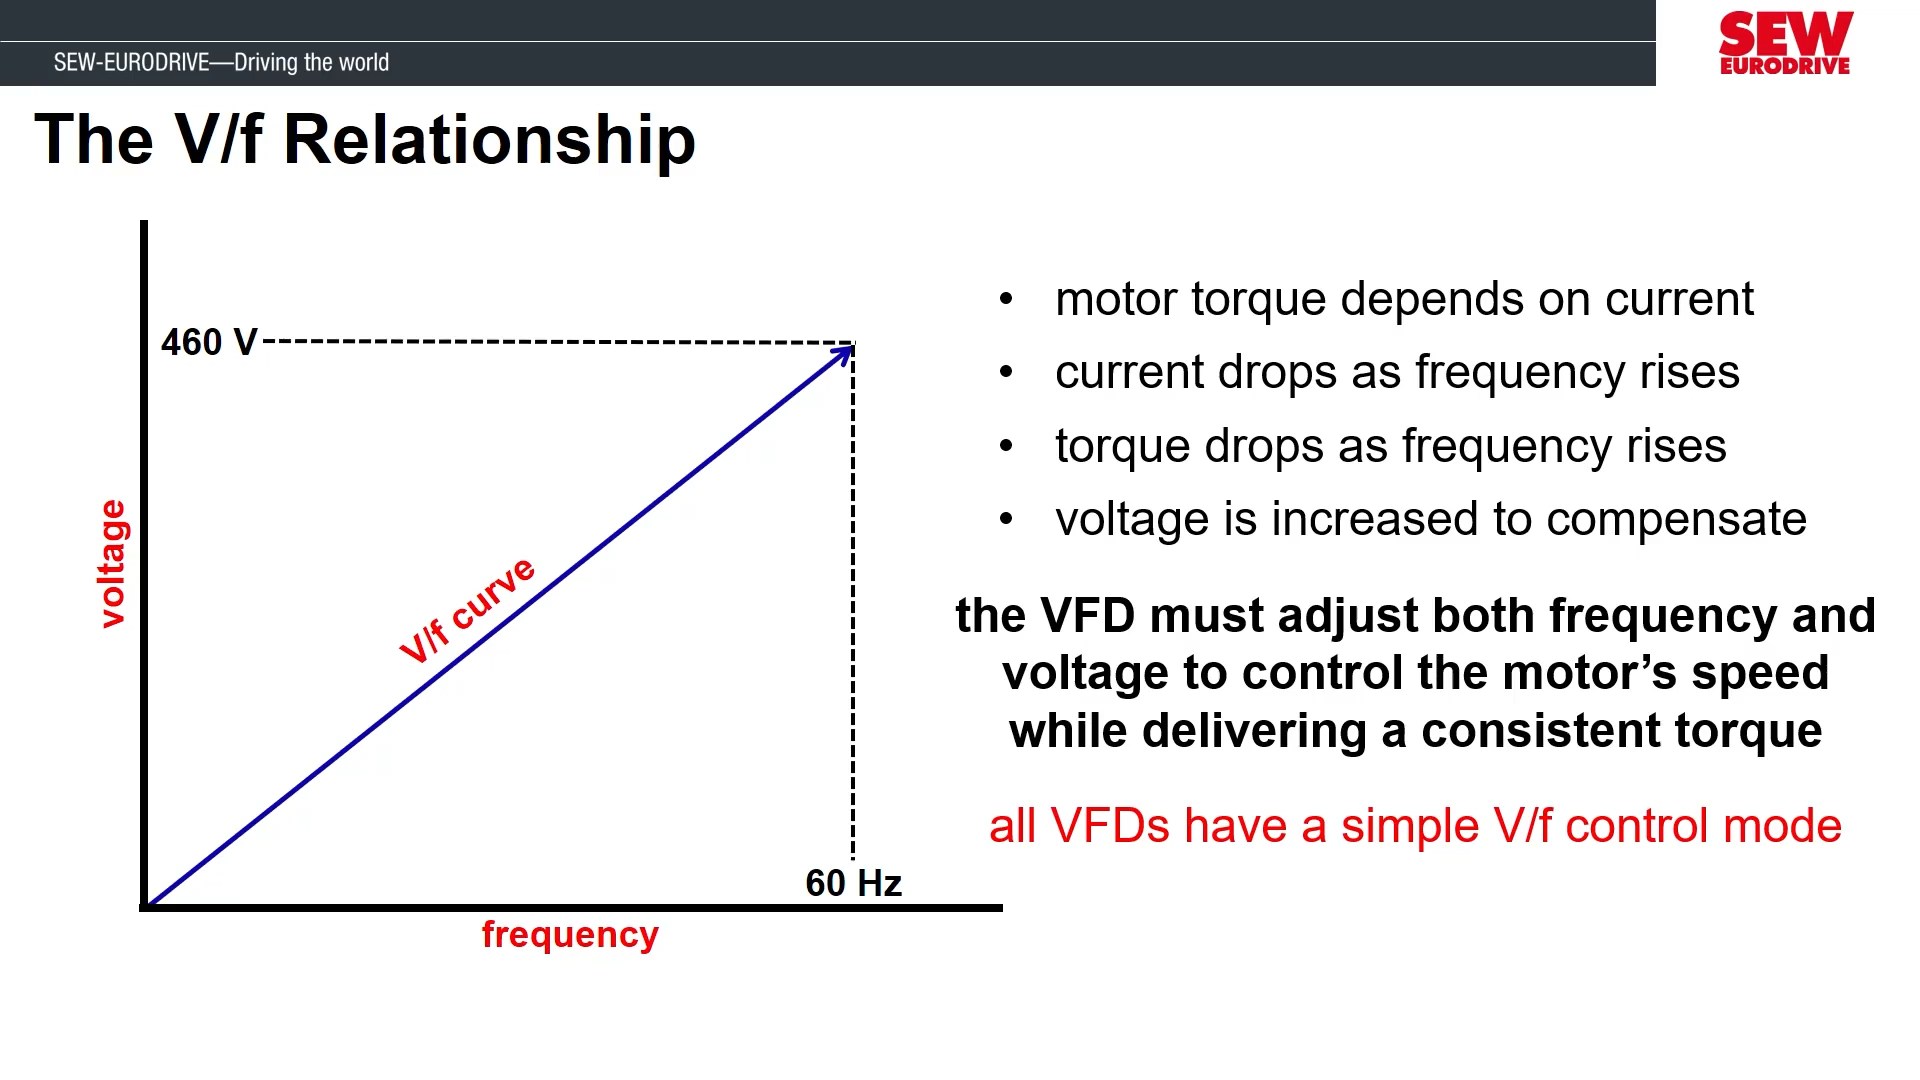 SEW-EURODRIVE—Driving the world
SEW
EURODRIVE
The V/f Relationship
460 V
voltage
V/f curve
60 Hz
frequency
• motor torque depends on current
• current drops as frequency rises
• torque drops as frequency rises
• voltage is increased to compensate
the VFD must adjust both frequency and
voltage to control the motor’s speed
while delivering a consistent torque
all VFDs have a simple V/f control mode